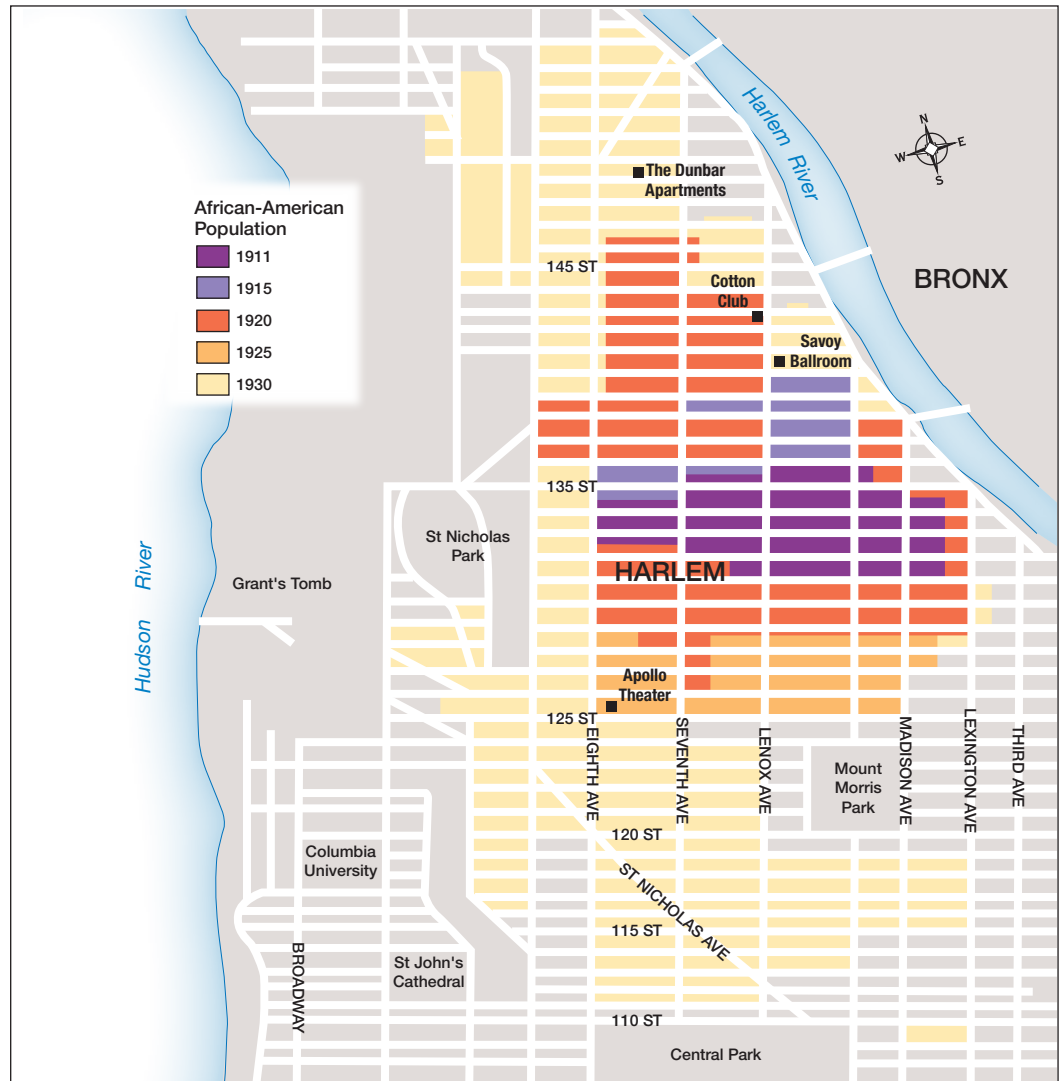 Harlem River
N
W
E
S
The Dunbar
Apartments
African-American
Population
1911
1915
1920
1925
1930
145 ST
Cotton
Club
BRONX
Savoy
Ballroom
135 ST
St Nicholas
Park
HARLEM
Grant's Tomb
Hudson River
Apollo
Theater
125 ST
EIGHTH AVE
SEVENTH AVE
LENOX AVE
MADISON AVE
LEXINGTON AVE
THIRD AVE
Mount
Morris
Park
120 ST
Columbia
University
ST NICHOLAS AVE
115 ST
BROADWAY
St John's
Cathedral
110 ST
Central Park